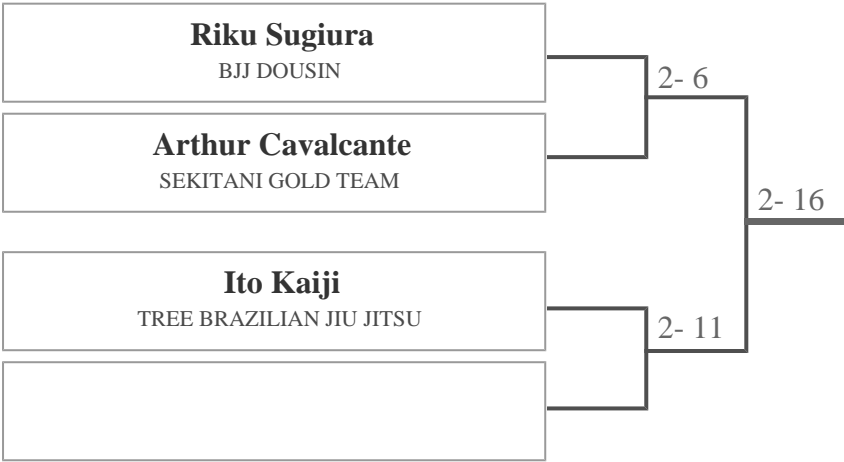 Riku Sugiura
BJJ DOUSIN
2- 6
Arthur Cavalcante
SEKITANI GOLD TEAM
2- 16
Ito Kaiji
TREE BRAZILIAN JIU JITSU
2- 11